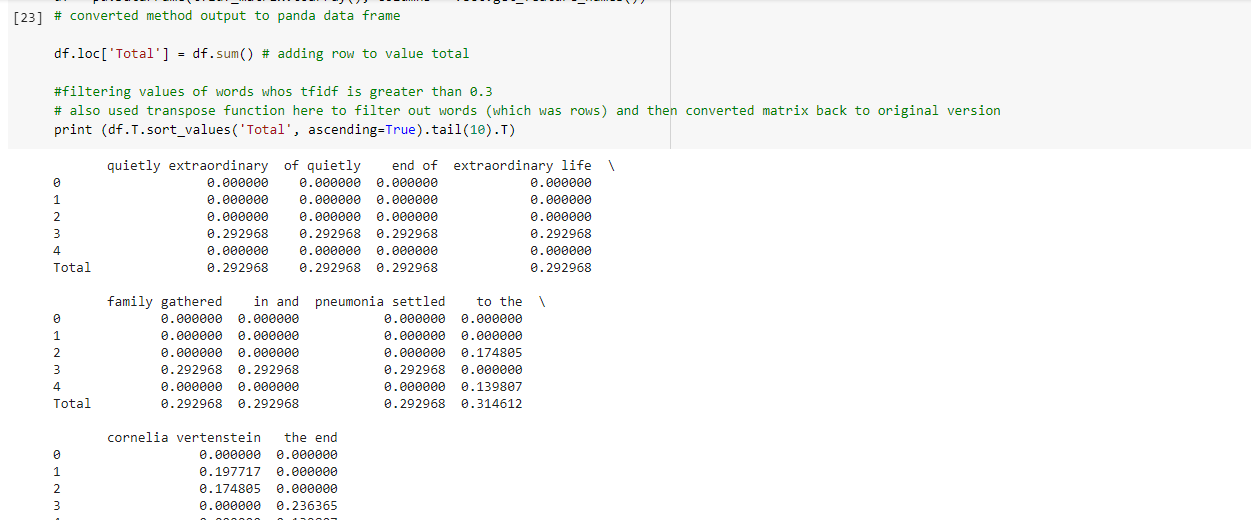 [23] # converted method output to panda data frame
df.loc['Total'] = df.sum() # adding row to value total
#filtering values of words whos tfidf is greater than 0.3
# also used transpose function here to filter out words (which was rows) and then converted matrix back to original version
print (df.T.sort_values('Total', ascending=True).tail(10).T)
quietly extraordinary of quietly end of extraordinary life \
0 0.000000 0.000000 0.000000 0.000000
1 0.000000 0.000000 0.000000 0.000000
2 0.000000 0.000000 0.000000 0.000000
3 0.292968 0.292968 0.292968 0.292968
4 0.000000 0.000000 0.000000 0.000000
Total 0.292968 0.292968 0.292968 0.292968
family gathered in and pneumonia settled to the \
0 0.000000 0.000000 0.000000 0.000000
1 0.000000 0.000000 0.000000 0.000000
2 0.000000 0.000000 0.000000 0.174805
3 0.292968 0.292968 0.292968 0.000000
4 0.000000 0.000000 0.000000 0.139807
Total 0.292968 0.292968 0.292968 0.314612
cornelia vertenstein the end
0 0.000000 0.000000
1 0.197717 0.000000
2 0.174805 0.000000
3 0.000000 0.236365